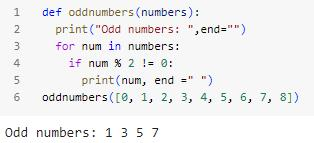 1 def oddnumbers(numbers):
2   print("Odd numbers: ",end="")
3   for num in numbers:
4     if num % 2 != 0:
5       print(num, end =" ")
6 oddnumbers([0, 1, 2, 3, 4, 5, 6, 7, 8])
Odd numbers: 1 3 5 7